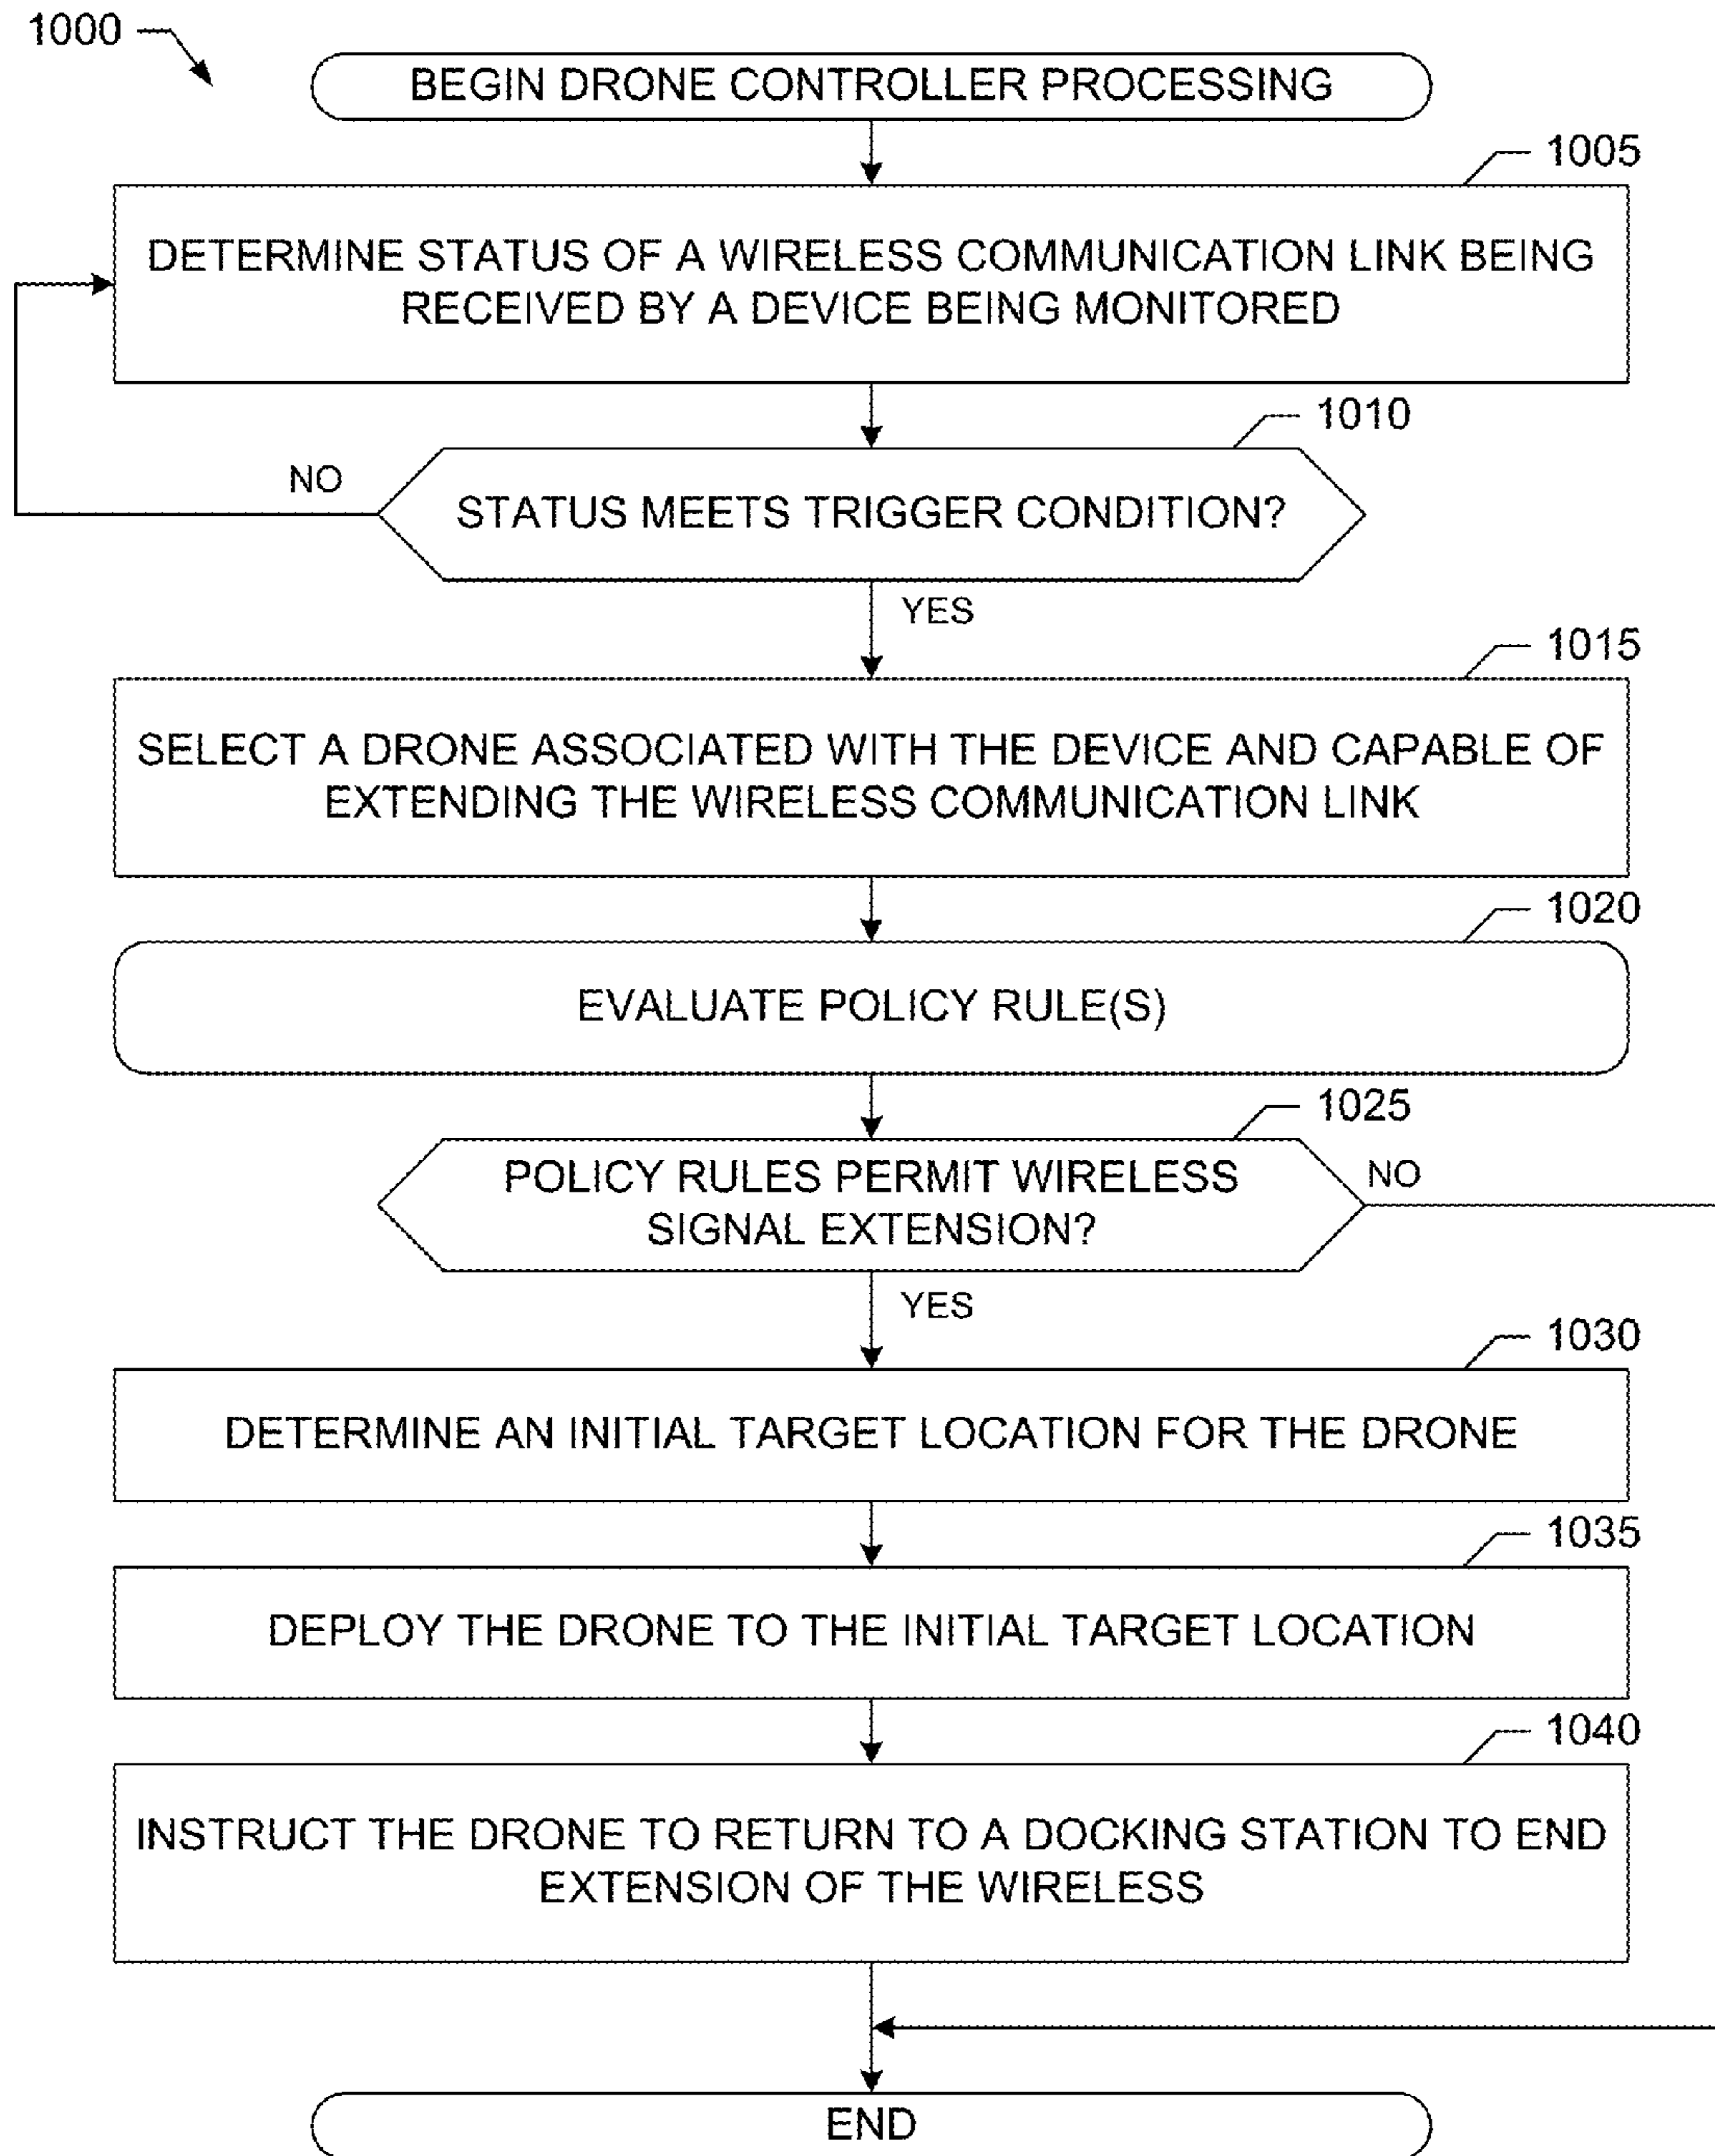 1000
BEGIN DRONE CONTROLLER PROCESSING
1005
DETERMINE STATUS OF A WIRELESS COMMUNICATION LINK BEING
RECEIVED BY A DEVICE BEING MONITORED
1010
NO
STATUS MEETS TRIGGER CONDITION?
YES
1015
SELECT A DRONE ASSOCIATED WITH THE DEVICE AND CAPABLE OF
EXTENDING THE WIRELESS COMMUNICATION LINK
1020
EVALUATE POLICY RULE(S)
1025
POLICY RULES PERMIT WIRELESS
SIGNAL EXTENSION?
NO
YES
1030
DETERMINE AN INITIAL TARGET LOCATION FOR THE DRONE
1035
DEPLOY THE DRONE TO THE INITIAL TARGET LOCATION
1040
INSTRUCT THE DRONE TO RETURN TO A DOCKING STATION TO END
EXTENSION OF THE WIRELESS
END